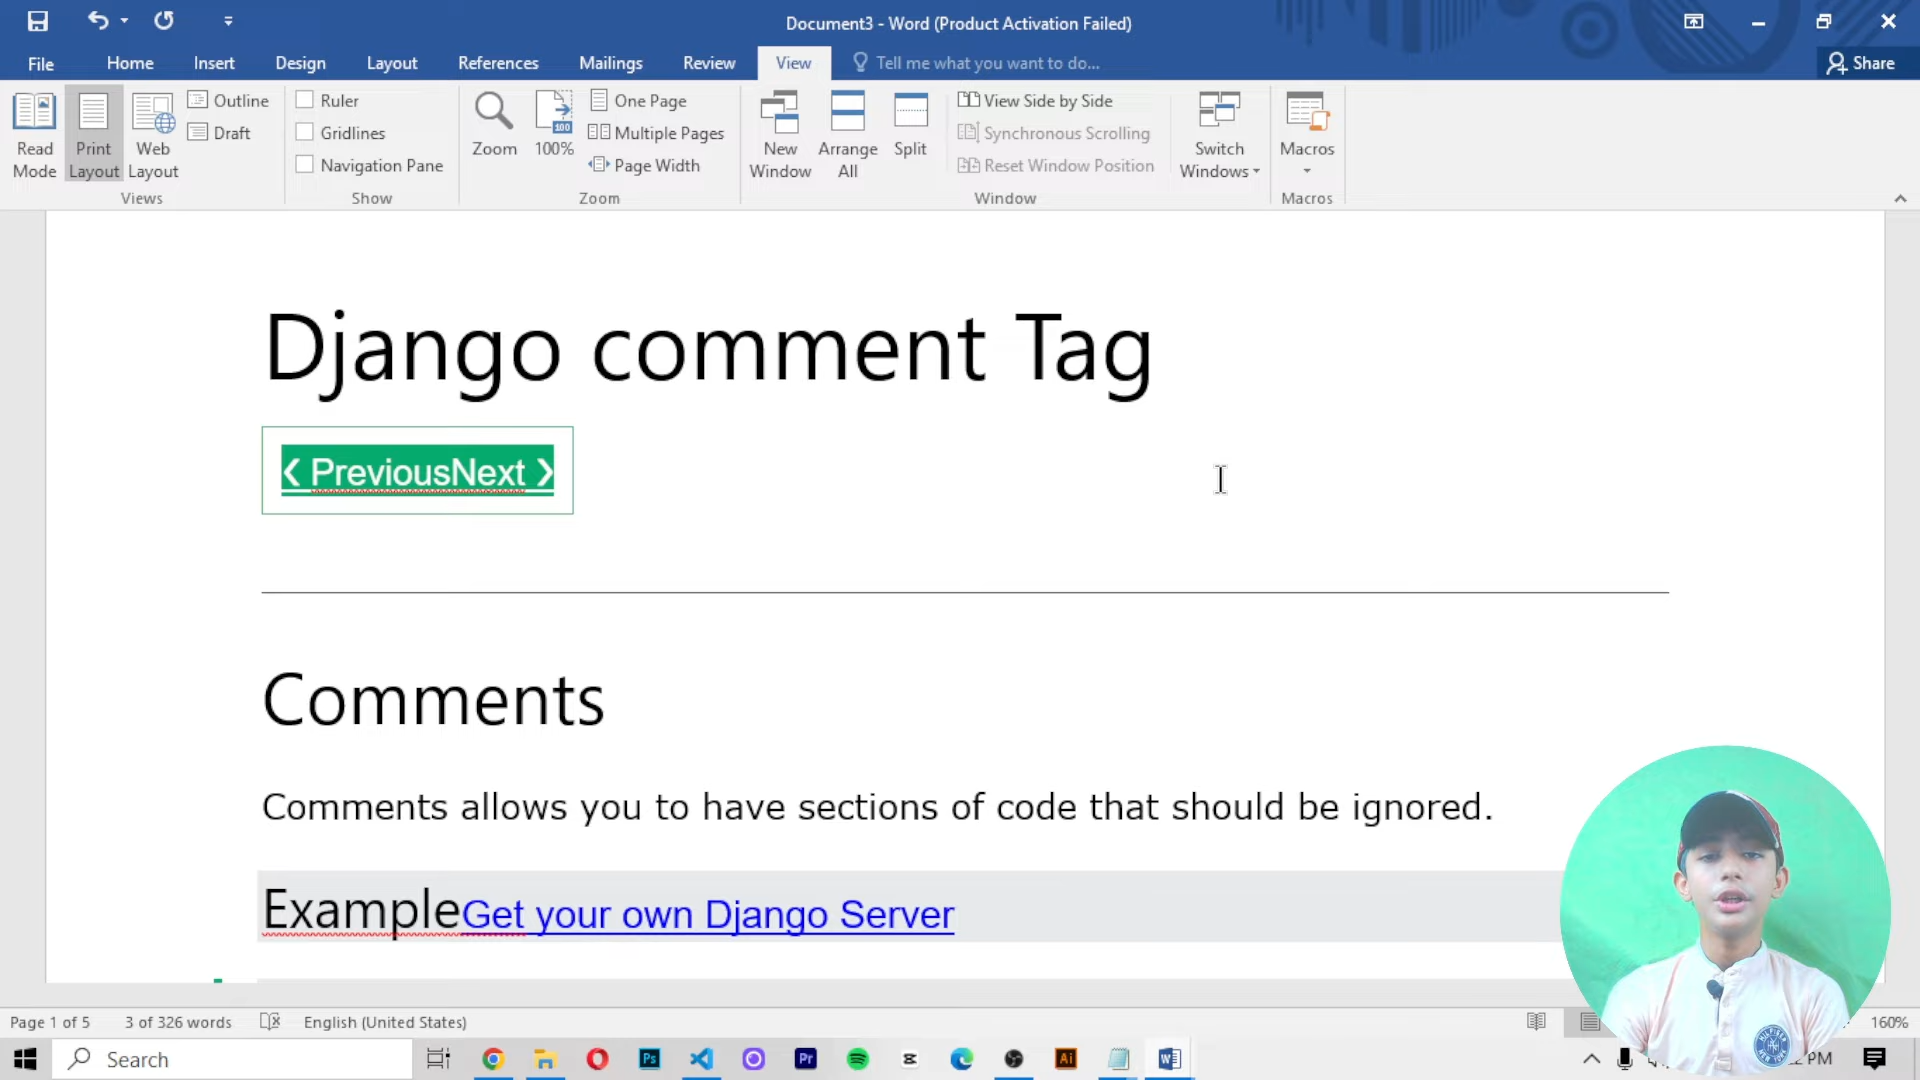 Document3 - Word (Product Activation Failed)
File Home Insert Design Layout References Mailings Review View Tell me what you want to do... Share
Read Mode
Print Layout
Web Layout
Outline
Draft
Views
Ruler
Gridlines
Navigation Pane
Show
Zoom
100
100%
One Page
Multiple Pages
Page Width
Zoom
New Window
Arrange All
Split
View Side by Side
Synchronous Scrolling
Reset Window Position
Window
Switch Windows
Macros
Macros
Django comment Tag
❮ PreviousNext ❯
Comments
Comments allows you to have sections of code that should be ignored.
ExampleGet your own Django Server
Page 1 of 5 3 of 326 words English (United States) 160%
Search Ps Pr Ai PM